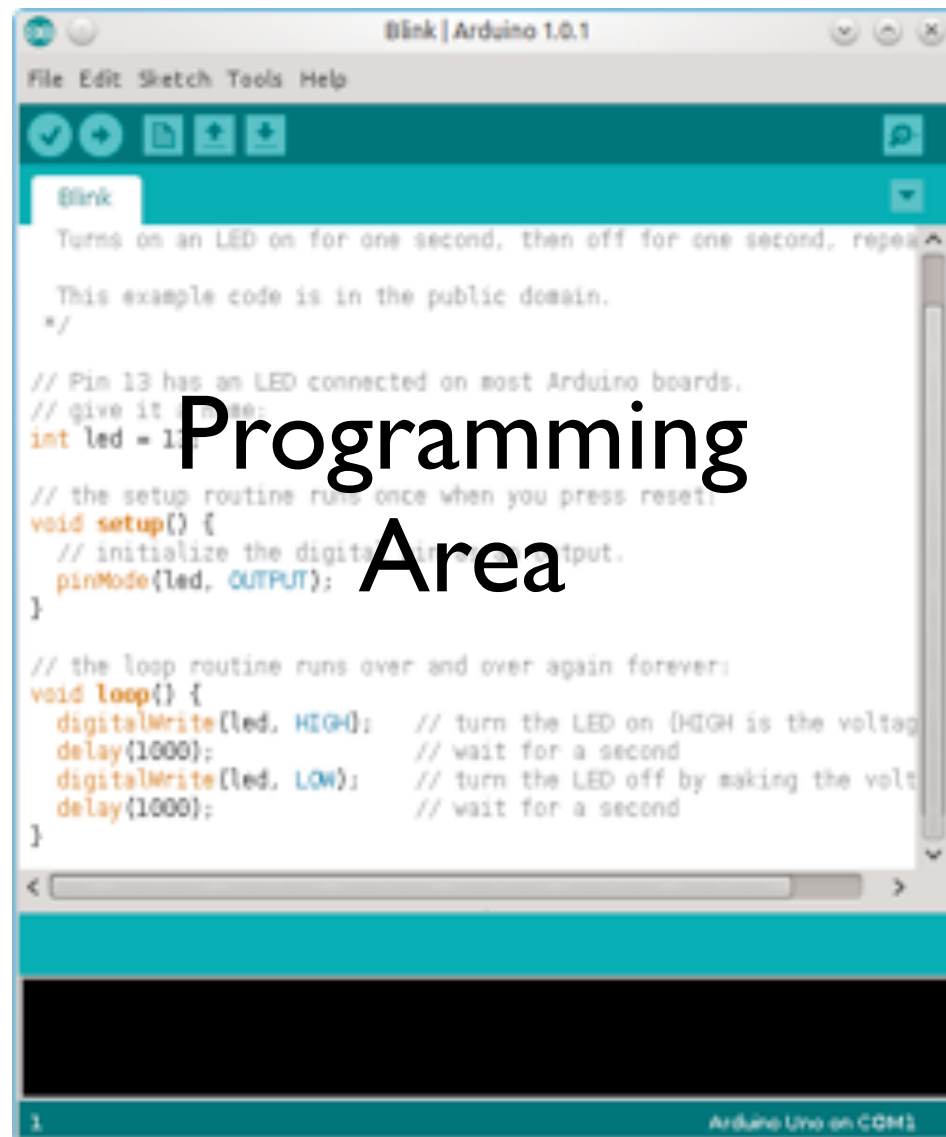 Blink | Arduino 1.0.1
File Edit Sketch Tools Help
Blink
Turns on an LED on for one second, then off for one second, repea
This example code is in the public domain.
*/
// Pin 13 has an LED connected on most Arduino boards.
// give it a name:
int led = 13
// the setup routine runs once when you press reset:
void setup() {
// initialize the digital output.
pinMode(led, OUTPUT);
}
Programming
Area
// the loop routine runs over and over again forever:
void loop() {
digitalWrite(led, HIGH); // turn the LED on (HIGH is the voltag
delay(1000); // wait for a second
digitalWrite(led, LOW); // turn the LED off by making the volt
delay(1000); // wait for a second
}
1
Arduino Uno on COM1